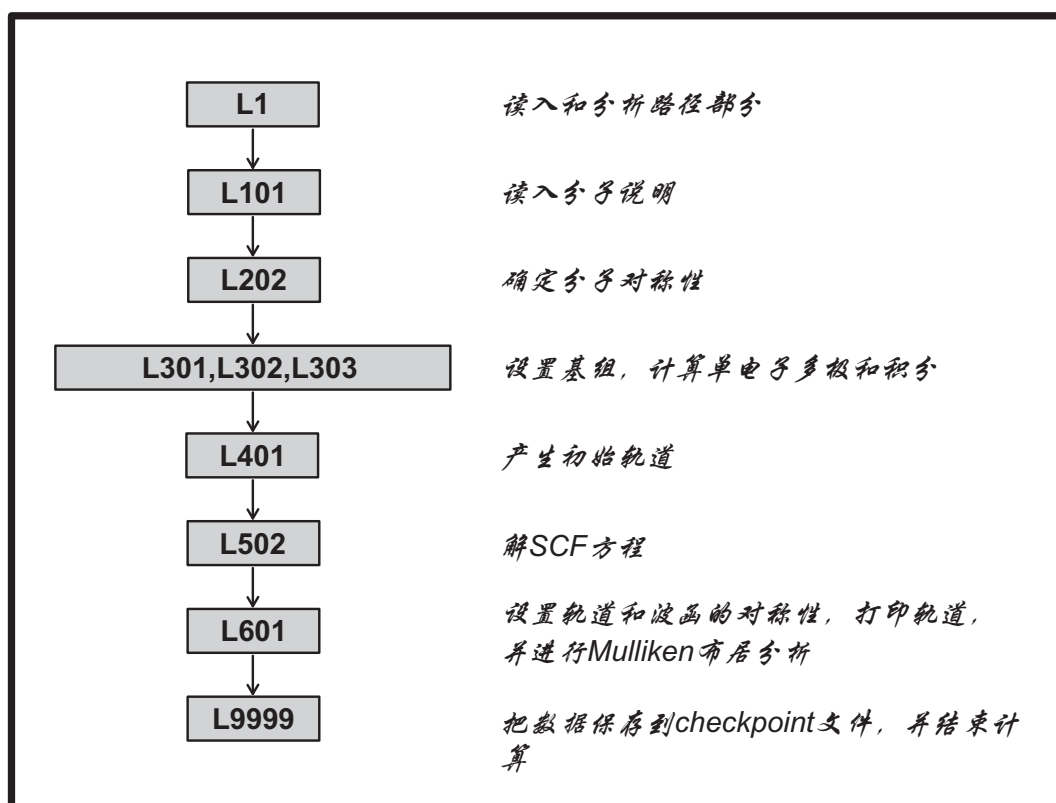 L1 读入和分析路径部分
L101 读入分子说明
L202 确定分子对称性
L301,L302,L303 设置基组，计算单电子多极和积分
L401 产生初始轨道
L502 解SCF方程
L601 设置轨道和波函的对称性，打印轨道，
并进行Mulliken布居分析
L9999 把数据保存到checkpoint文件，并结束计
算